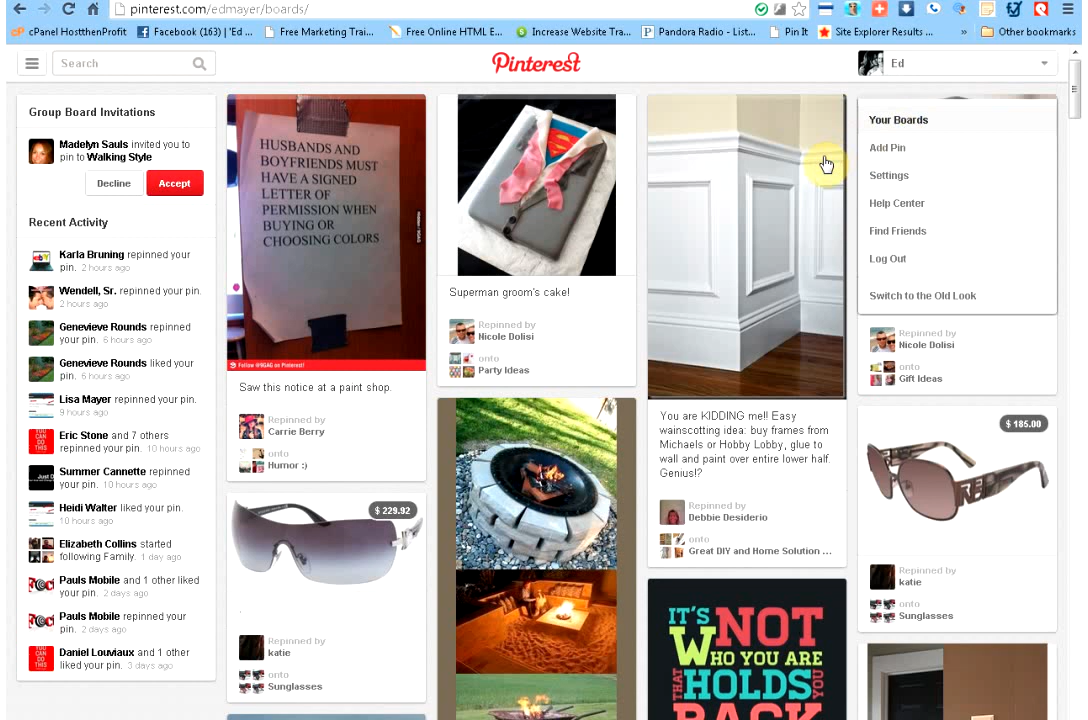 pinterest.com/edmayer/boards/
cPanel HosttthenProfit
Facebook (163) | 'Ed ...
Free Marketing Trai...
Free Online HTML E...
Increase Website Tra...
Pandora Radio - List...
Pin It
Site Explorer Results ...
»
Other bookmarks
Search
Pinterest
Ed
Group Board Invitations
Madelyn Sauls invited you
to pin to Walking Style
Decline
Accept
Recent Activity
Karla Bruning repinned your
pin. 2 hours ago
Wendell, Sr. repinned your pin.
2 hours ago
Genevieve Rounds repinned
your pin. 6 hours ago
Genevieve Rounds liked your
pin. 6 hours ago
Lisa Mayer repinned your pin.
9 hours ago
Eric Stone and 7 others
repinned your pin. 10 hours ago
Summer Cannette repinned
your pin. 10 hours ago
Heidi Walter liked your pin.
10 hours ago
Elizabeth Collins started
following Family. 1 day ago
Pauls Mobile and 1 other liked
your pin. 2 days ago
Pauls Mobile repinned your
pin. 2 days ago
Daniel Louviaux and 1 other
liked your pin. 3 days ago
HUSBANDS AND
BOYFRIENDS MUST
HAVE A SIGNED
LETTER OF
PERMISSION WHEN
BUYING OR
CHOOSING COLORS
Follow @9GAG on Pinterest!
Saw this notice at a paint shop.
Repinned by
Carrie Berry
onto
Humor :)
$ 229.92
Repinned by
katie
onto
Sunglasses
Superman groom's cake!
Repinned by
Nicole Dolisi
onto
Party Ideas
You are KIDDING me!! Easy
wainscotting idea: buy frames from
Michaels or Hobby Lobby, glue to
wall and paint over entire lower half.
Genius!?
Repinned by
Debbie Desiderio
onto
Great DIY and Home Solution ...
IT'S NOT
WHO YOU ARE
THAT HOLDS YOU
BACK
Your Boards
Add Pin
Settings
Help Center
Find Friends
Log Out
Switch to the Old Look
Repinned by
Nicole Dolisi
onto
Gift Ideas
$ 185.00
Repinned by
katie
onto
Sunglasses